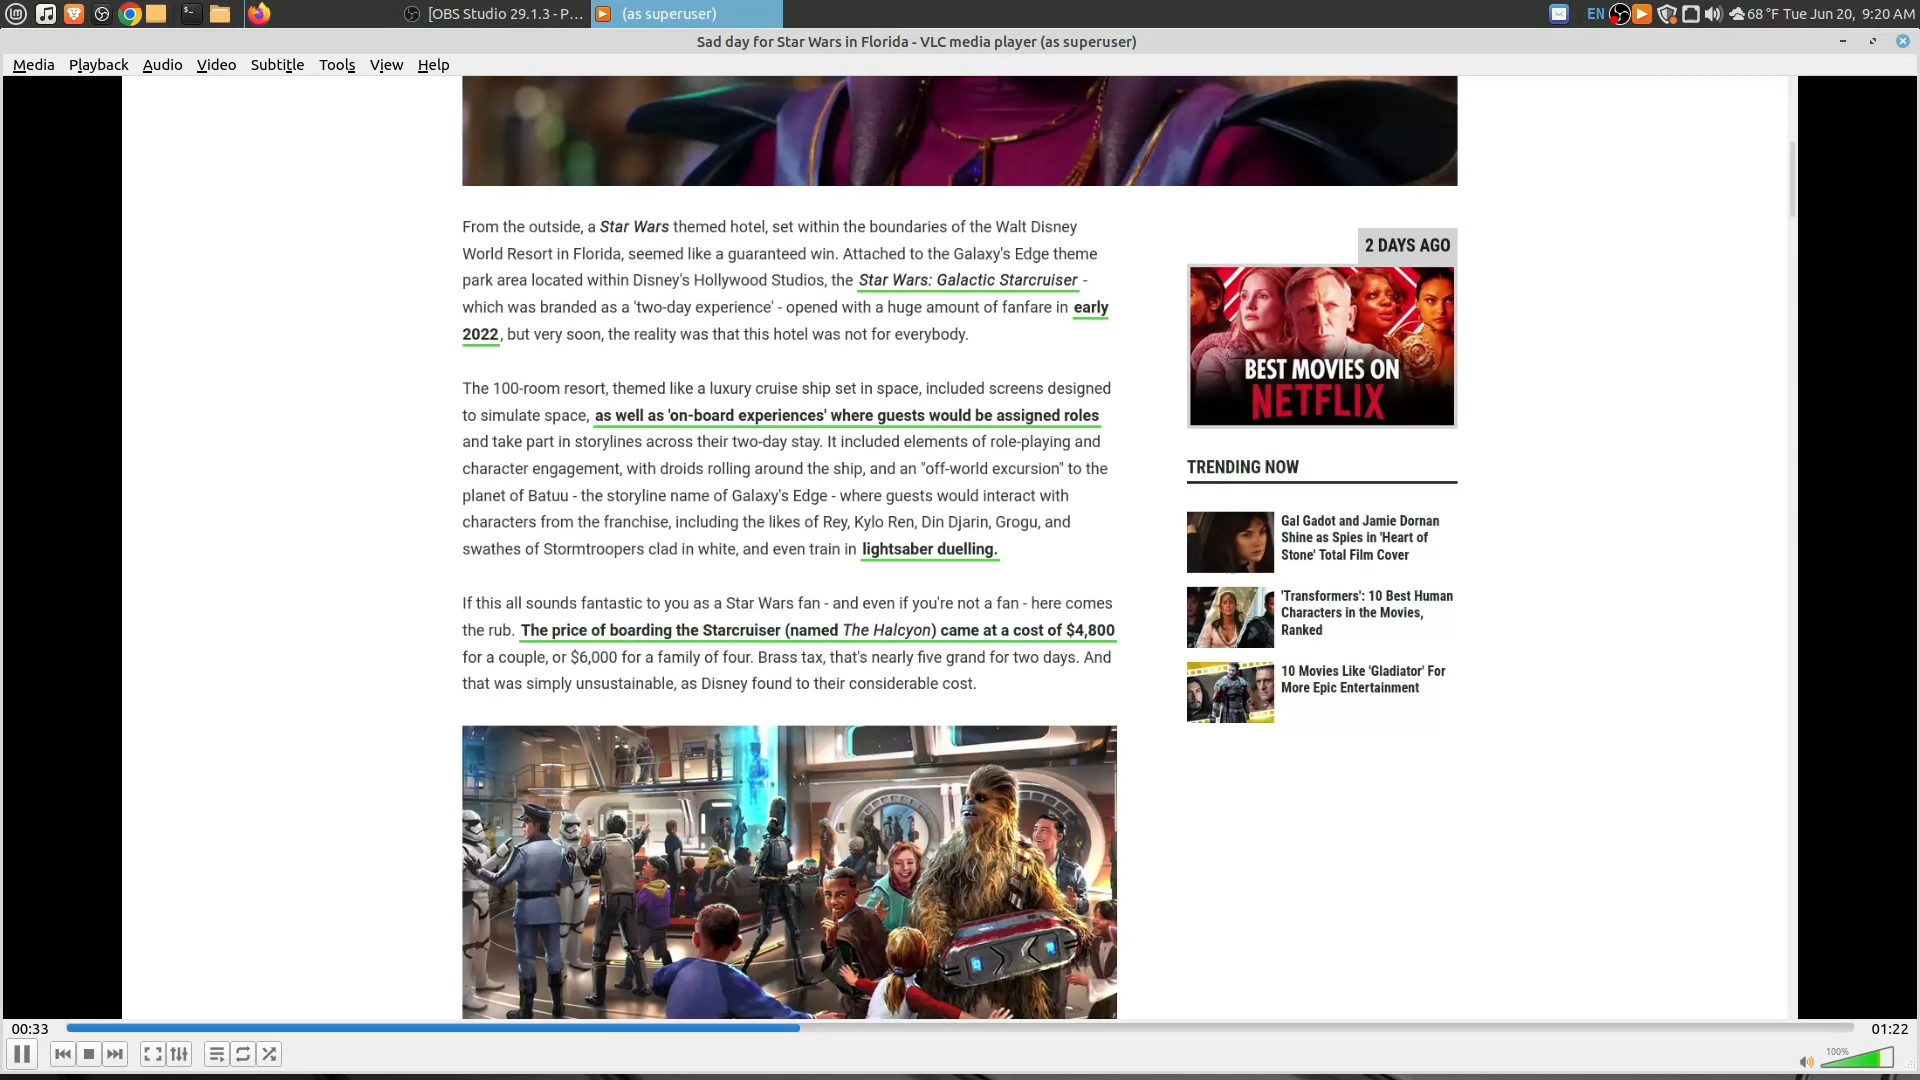 [OBS Studio 29.1.3 - P...
(as superuser)
EN
68 °F Tue Jun 20, 9:20 AM
Sad day for Star Wars in Florida - VLC media player (as superuser)
Media Playback Audio Video Subtitle Tools View Help
From the outside, a Star Wars themed hotel, set within the boundaries of the Walt Disney
World Resort in Florida, seemed like a guaranteed win. Attached to the Galaxy's Edge theme
park area located within Disney's Hollywood Studios, the Star Wars: Galactic Starcruiser -
which was branded as a 'two-day experience' - opened with a huge amount of fanfare in early
2022, but very soon, the reality was that this hotel was not for everybody.
The 100-room resort, themed like a luxury cruise ship set in space, included screens designed
to simulate space, as well as 'on-board experiences' where guests would be assigned roles
and take part in storylines across their two-day stay. It included elements of role-playing and
character engagement, with droids rolling around the ship, and an "off-world excursion" to the
planet of Batuu - the storyline name of Galaxy's Edge - where guests would interact with
characters from the franchise, including the likes of Rey, Kylo Ren, Din Djarin, Grogu, and
swathes of Stormtroopers clad in white, and even train in lightsaber duelling.
If this all sounds fantastic to you as a Star Wars fan - and even if you're not a fan - here comes
the rub. The price of boarding the Starcruiser (named The Halcyon) came at a cost of $4,800
for a couple, or $6,000 for a family of four. Brass tax, that's nearly five grand for two days. And
that was simply unsustainable, as Disney found to their considerable cost.
2 DAYS AGO
BEST MOVIES ON
NETFLIX
TRENDING NOW
Gal Gadot and Jamie Dornan
Shine as Spies in 'Heart of
Stone' Total Film Cover
'Transformers': 10 Best Human
Characters in the Movies,
Ranked
10 Movies Like 'Gladiator' For
More Epic Entertainment
00:33
01:22
100%